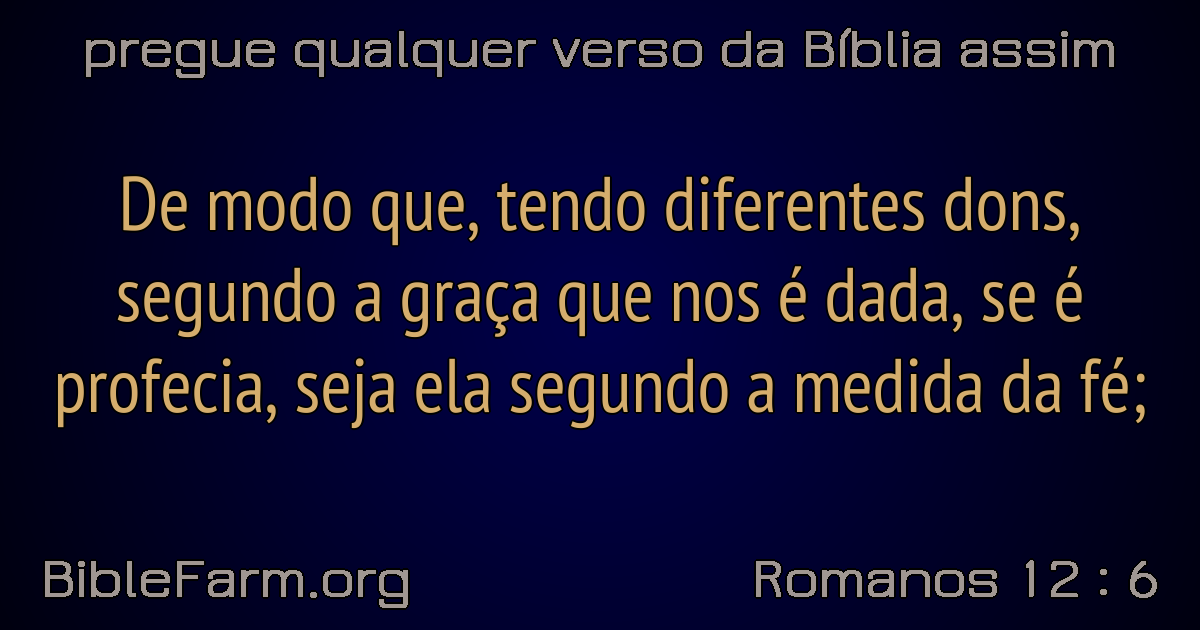 pregue qualquer verso da Bíblia assim
De modo que, tendo diferentes dons,
segundo a graça que nos é dada, se é
profecia, seja ela segundo a medida da fé;
BibleFarm.org
Romanos 12 : 6